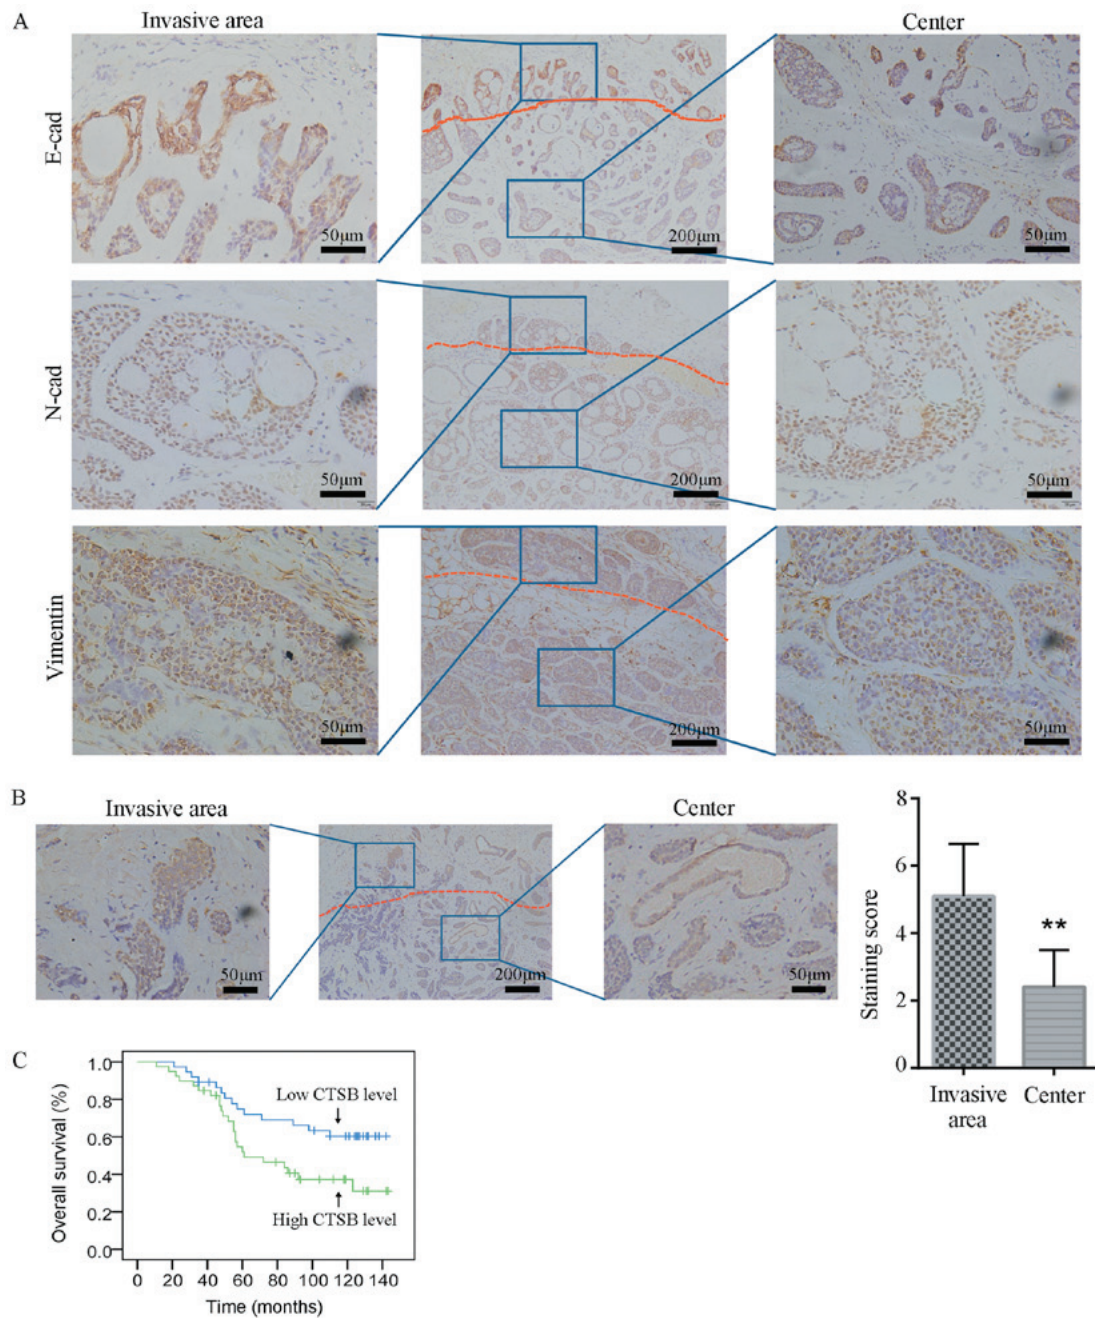 A
Invasive area
Center
E-cad
50μm
200μm
50μm
N-cad
50μm
200μm
50μm
Vimentin
50μm
200μm
50μm
B
Invasive area
Center
50μm
200μm
50μm
Staining score
8
6
4
2
0
**
Invasive area
Center
C
Overall survival (%)
1.0
0.8
0.6
0.4
0.2
0.0
Low CTSB level
High CTSB level
0 20 40 60 80 100 120 140
Time (months)